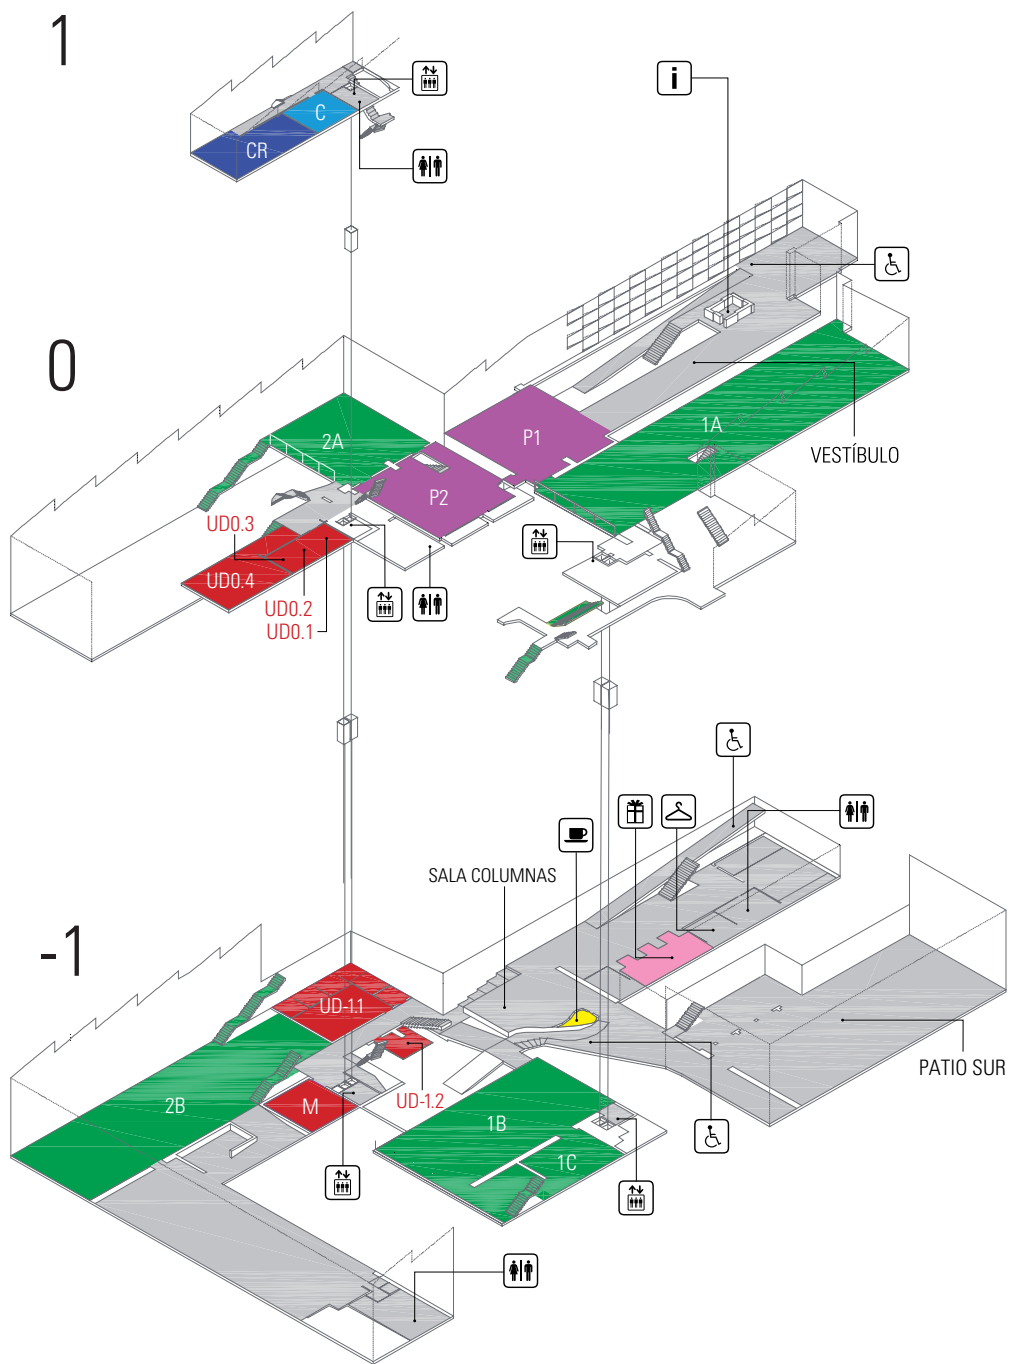 1
C
CR
i
0
1A
2A
P1
VESTÍBULO
P2
UD0.3
UD0.4
UD0.2
UD0.1
SALA COLUMNAS
-1
UD-1.1
PATIO SUR
2B
M
UD-1.2
1B
1C